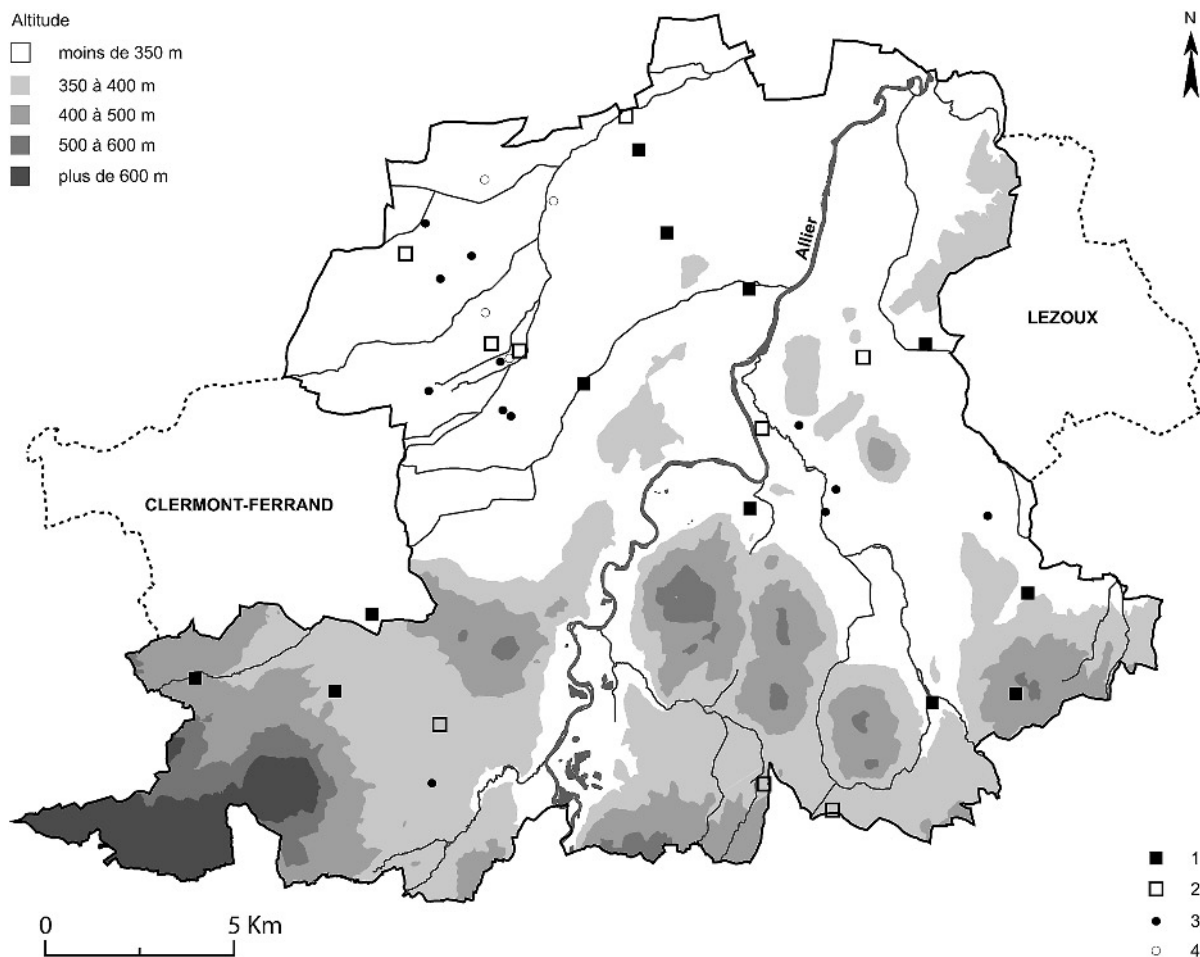 Altitude
moins de 350 m
350 à 400 m
400 à 500 m
500 à 600 m
plus de 600 m
N
Allier
LEZOUX
CLERMONT-FERRAND
0 5 Km
1
2
3
4